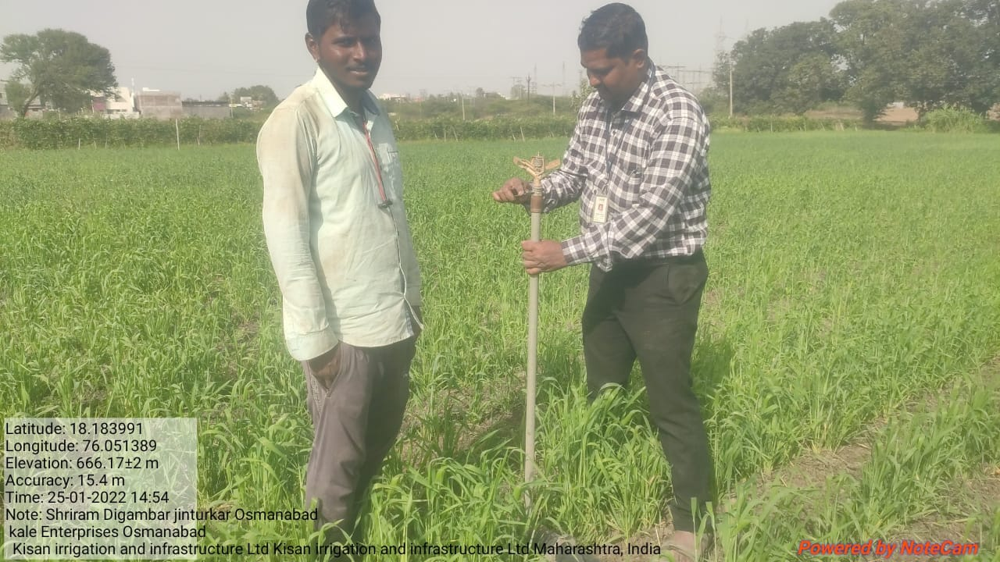 Latitude: 18.183991
Longitude: 76.051389
Elevation: 666.17±2 m
Accuracy: 15.4 m
Time: 25-01-2022 14:54
Note: Shriram Digambar jinturkar Osmanabad
kale Enterprises Osmanabad
Kisan irrigation and infrastructure Ltd Kisan irrigation and infrastructure Ltd Maharashtra, India
Powered by NoteCam